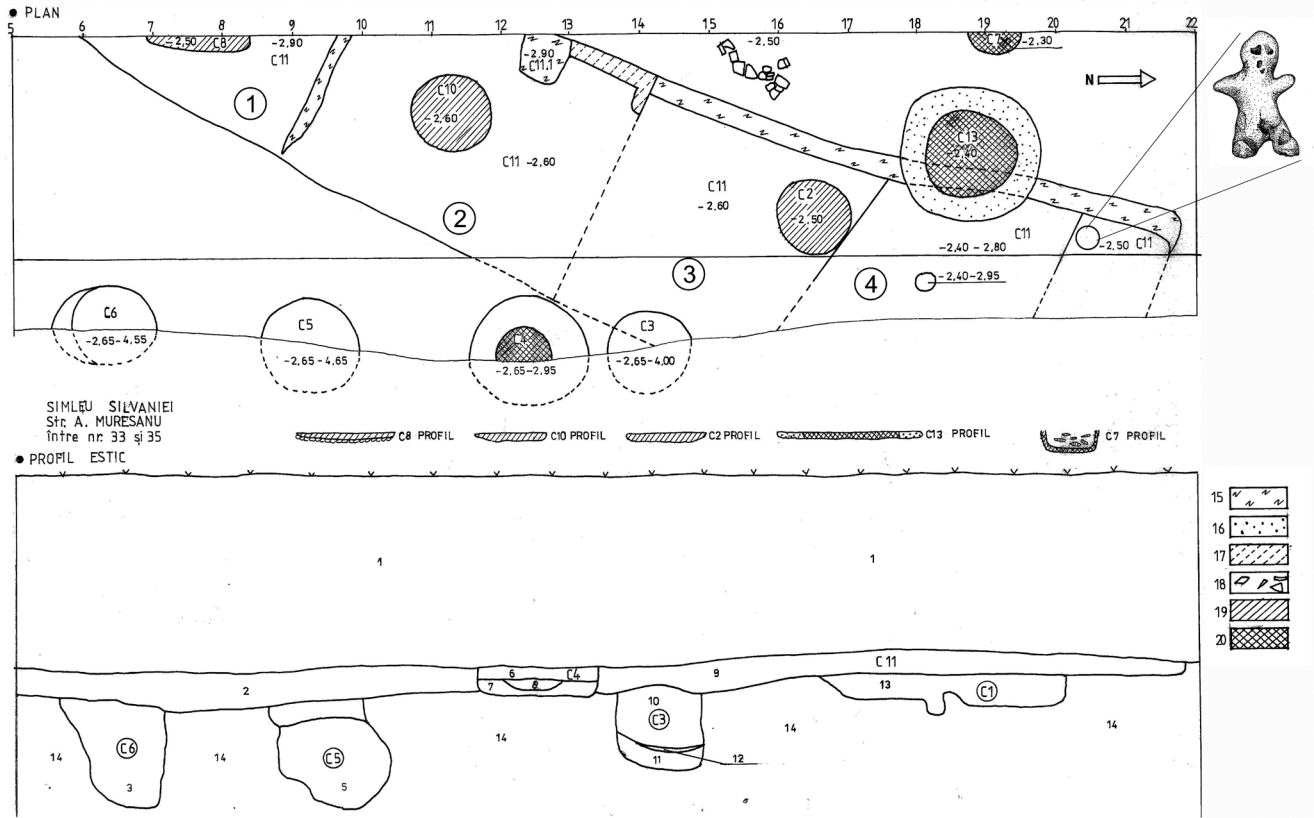 ● PLAN
5 6 7 8 9 10 11 12 13 14 15 16 17 18 19 20 21 22
-2,50 C8 -2,90 C11
-2,90 C11,1
-2,50
C7 -2,30
N
1
C10 -2,60
C13 -2,40
C11 -2,60
C11 -2,60
C2 -2,50
2
C11 -2,40 -2,80
-2,50 C11
3
4
-2,40-2,95
C6 -2,65-4,55
C5 -2,65-4,65
C4 -2,65-2,95
C3 -2,65-4,00
SIMLEU SILVANIEI
Str. A. MURESANU
între nr. 33 și 35
C8 PROFIL
C10 PROFIL
C2 PROFIL
C13 PROFIL
C7 PROFIL
● PROFIL ESTIC
1 1
2
6 C4
7 8
9
C11
13 C1
10
C3
11
12
14 C6 14 C5 14 14 14
3 5
15
16
17
18
19
20